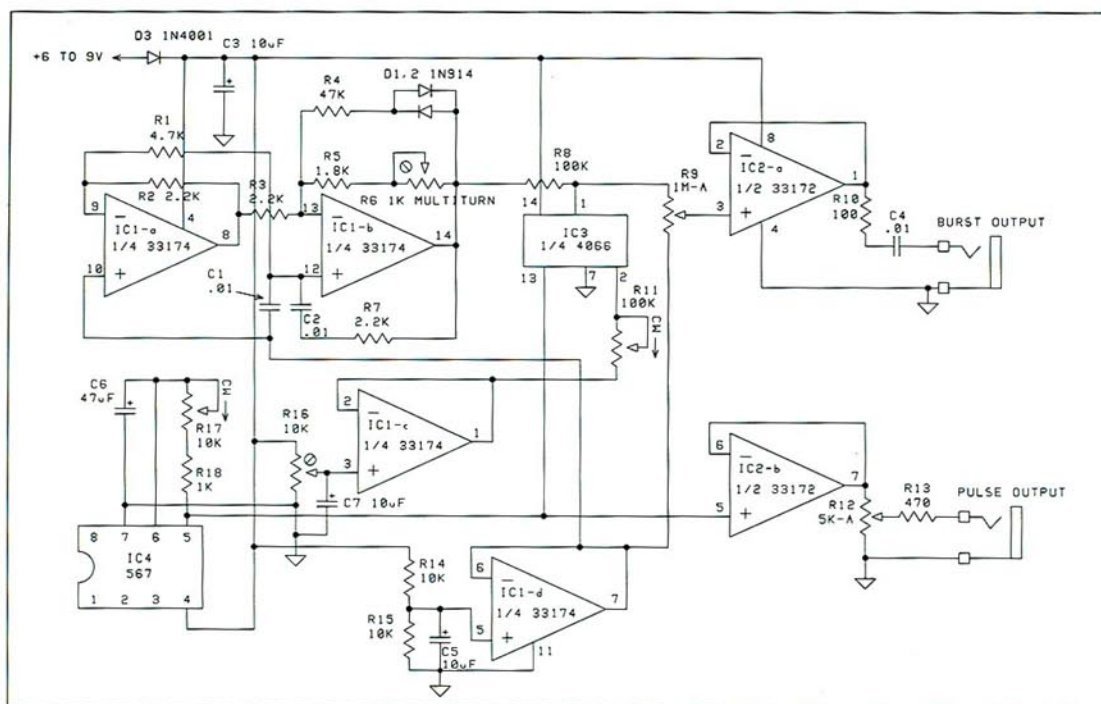 D3 1N4001
C3 10uF
+6 TO 9V
D1,2 1N914
R4
47K
R1
4.7K
R5
1.8K
R8
100K
R9
1M-A
R2 2.2K
R3
2.2K
R6 1K MULTITURN
9
−
IC1-a
1/4 33174
10
+
4
8
13
−
IC1-b
1/4 33174
12
+
14
14
1
IC3
1/4 4066
13
7
2
2
−
8
IC2-a
1/2 33172
3
+
4
1
R10
100
C4
.01
BURST OUTPUT
C1
.01
C2
.01
R7
2.2K
R11
100K
CW
C6
47uF
CW
R17
10K
R18
1K
R16
10K
2
−
IC1-c
1/4 33174
3
+
1
C7 10uF
6
−
IC2-b
1/2 33172
5
+
7
R12
5K-A
R13
470
PULSE OUTPUT
8 7 6 5
IC4
567
1 2 3 4
R14
10K
R15
10K
C5
10uF
6
−
IC1-d
1/4 33174
5
+
7
11